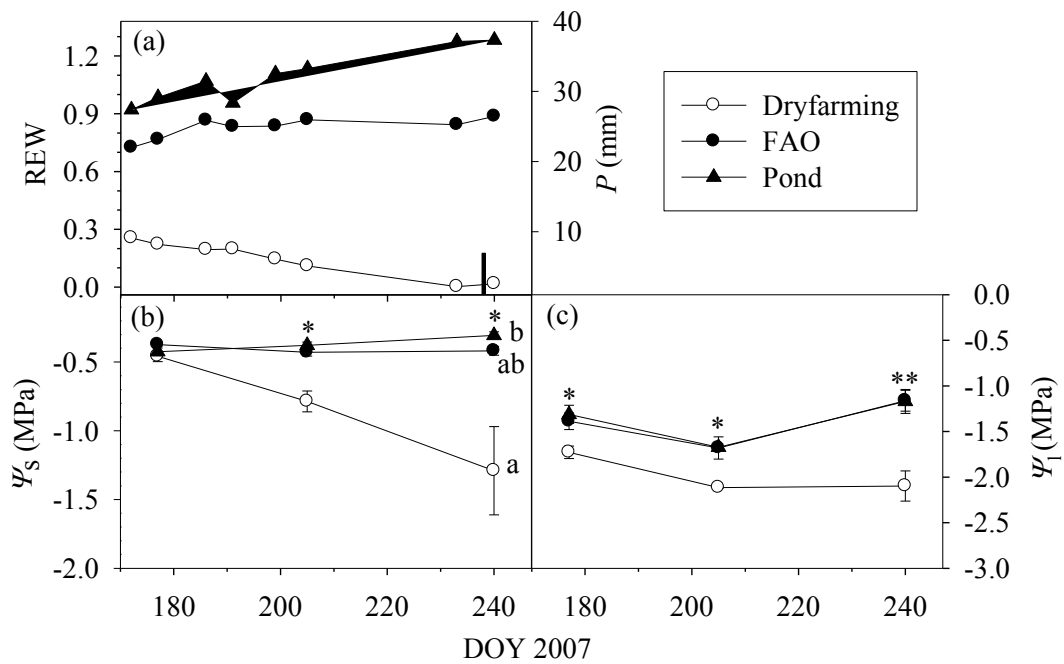 (a)
1.2
0.9
0.6
0.3
0.0
REW
40
30
20
10
P (mm)
Dryfarming
FAO
Pond
(b)
*
*
b
ab
a
-0.5
-1.0
-1.5
-2.0
Ψs (MPa)
180
200
220
240
(c)
*
*
**
0.0
-0.5
-1.0
-1.5
-2.0
-2.5
-3.0
Ψl (MPa)
180
200
220
240
DOY 2007